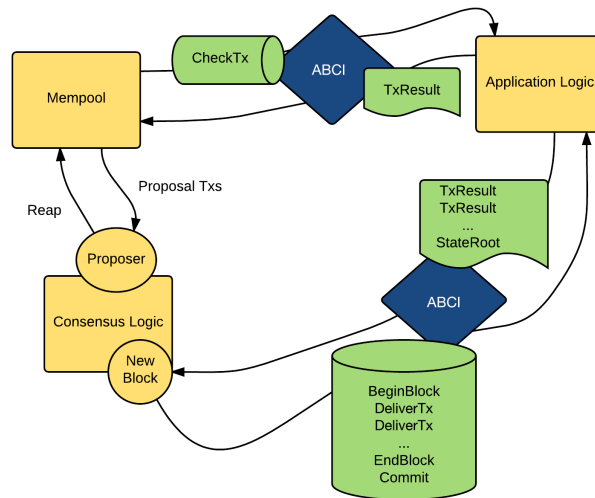 CheckTx
ABCI
Mempool
TxResult
Application Logic
Proposal Txs
Reap
TxResult
TxResult
...
StateRoot
Proposer
ABCI
Consensus Logic
New
Block
BeginBlock
DeliverTx
DeliverTx
...
EndBlock
Commit